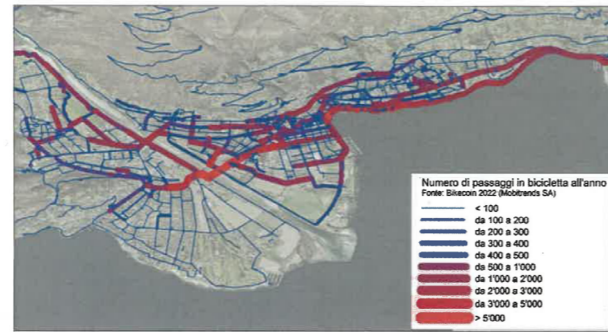 Numero di passaggi in bicicletta all'anno
Fonte: Bikecoin 2022 (Mobitrends SA)
< 100
da 100 a 200
da 200 a 300
da 300 a 400
da 400 a 500
da 500 a 1'000
da 1'000 a 2'000
da 2'000 a 3'000
da 3'000 a 5'000
> 5'000